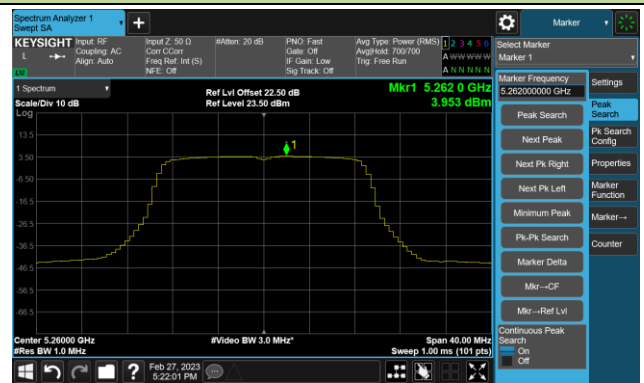 Spectrum Analyzer 1
Swept SA
Marker
KEYSIGHT
L
LW
Input: RF
Coupling: AC
Align: Auto
Input Z: 50 Ω
Corr CCorr
Freq Ref: Int (S)
NFE: Off
#Atten: 20 dB
PNO: Fast
Gate: Off
IF Gain: Low
Sig Track: Off
Avg Type: Power (RMS)
Avg|Hold: 700/700
Trig: Free Run
1 2 3 4 5 6
A W W W W W
A N N N N N
Select Marker
Marker 1
1 Spectrum
Scale/Div 10 dB
Log
Ref Lvl Offset 22.50 dB
Ref Level 23.50 dBm
Mkr1 5.262 0 GHz
3.953 dBm
13.5
3.50
-6.50
-16.5
-26.5
-36.5
-46.5
-56.5
-66.5
1
Center 5.26000 GHz
#Res BW 1.0 MHz
#Video BW 3.0 MHz*
Span 40.00 MHz
Sweep 1.00 ms (101 pts)
Marker Frequency
5.262000000 GHz
Peak Search
Next Peak
Next Pk Right
Next Pk Left
Minimum Peak
Pk-Pk Search
Marker Delta
Mkr→CF
Mkr→Ref Lvl
Continuous Peak
Search
On
Off
Settings
Peak
Search
Pk Search
Config
Properties
Marker
Function
Marker→
Counter
?
Feb 27, 2023
5:22:01 PM